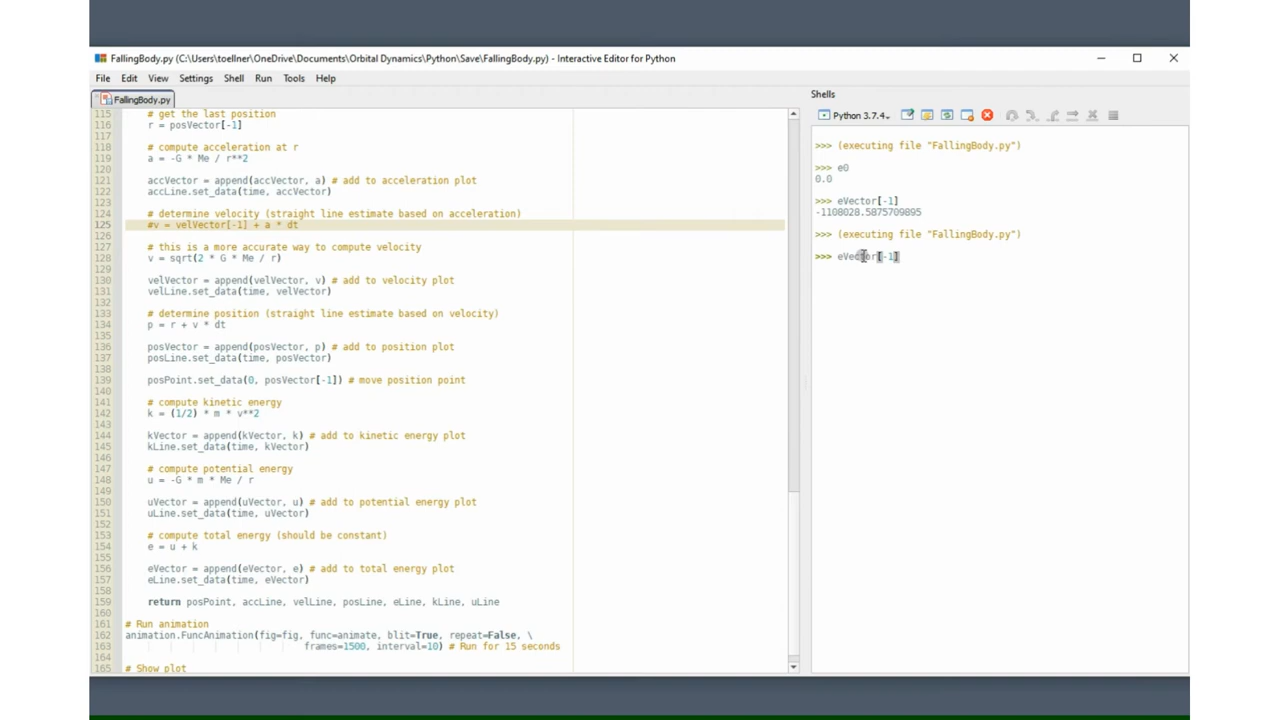 FallingBody.py (C:\Users\toellner\OneDrive\Documents\Orbital Dynamics\Python\Save\FallingBody.py) - Interactive Editor for Python
File Edit View Settings Shell Run Tools Help
FallingBody.py
115 # get the last position
116 r = posVector[-1]
117
118 # compute acceleration at r
119 a = -G * Me / r**2
120
121 accVector = append(accVector, a) # add to acceleration plot
122 accLine.set_data(time, accVector)
123
124 # determine velocity (straight line estimate based on acceleration)
125 #v = velVector[-1] + a * dt
126
127 # this is a more accurate way to compute velocity
128 v = sqrt(2 * G * Me / r)
129
130 velVector = append(velVector, v) # add to velocity plot
131 velLine.set_data(time, velVector)
132
133 # determine position (straight line estimate based on velocity)
134 p = r + v * dt
135
136 posVector = append(posVector, p) # add to position plot
137 posLine.set_data(time, posVector)
138
139 posPoint.set_data(0, posVector[-1]) # move position point
140
141 # compute kinetic energy
142 k = (1/2) * m * v**2
143
144 kVector = append(kVector, k) # add to kinetic energy plot
145 kLine.set_data(time, kVector)
146
147 # compute potential energy
148 u = -G * m * Me / r
149
150 uVector = append(uVector, u) # add to potential energy plot
151 uLine.set_data(time, uVector)
152
153 # compute total energy (should be constant)
154 e = u + k
155
156 eVector = append(eVector, e) # add to total energy plot
157 eLine.set_data(time, eVector)
158
159 return posPoint, accLine, velLine, posLine, eLine, kLine, uLine
160
161 # Run animation
162 animation.FuncAnimation(fig=fig, func=animate, blit=True, repeat=False, \
163 frames=1500, interval=10) # Run for 15 seconds
164
165 # Show plot
Shells
Python 3.7.4
>>> (executing file "FallingBody.py")
>>> e0
0.0
>>> eVector[-1]
-1108028.5875709895
>>> (executing file "FallingBody.py")
>>> eVector[-1]